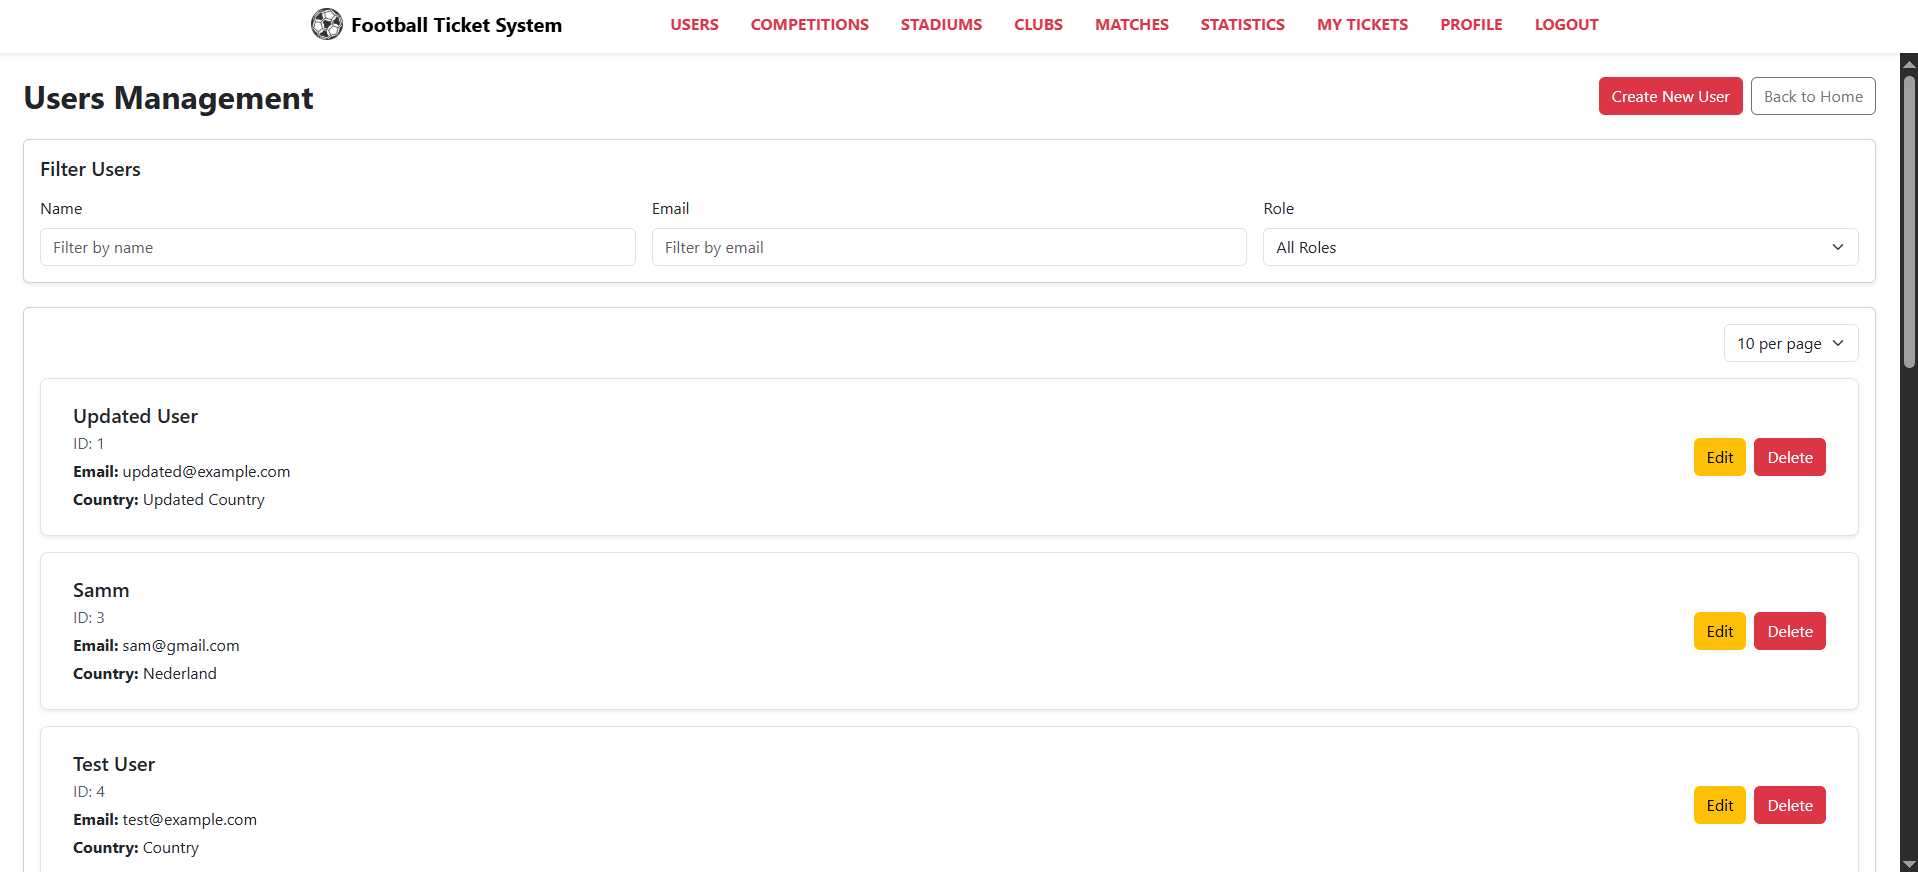 Football Ticket System
USERS COMPETITIONS STADIUMS CLUBS MATCHES STATISTICS MY TICKETS PROFILE LOGOUT
Users Management
Create New User
Back to Home
Filter Users
Name
Filter by name
Email
Filter by email
Role
All Roles
10 per page
Updated User
ID: 1
Email: updated@example.com
Country: Updated Country
Edit
Delete
Samm
ID: 3
Email: sam@gmail.com
Country: Nederland
Edit
Delete
Test User
ID: 4
Email: test@example.com
Country: Country
Edit
Delete